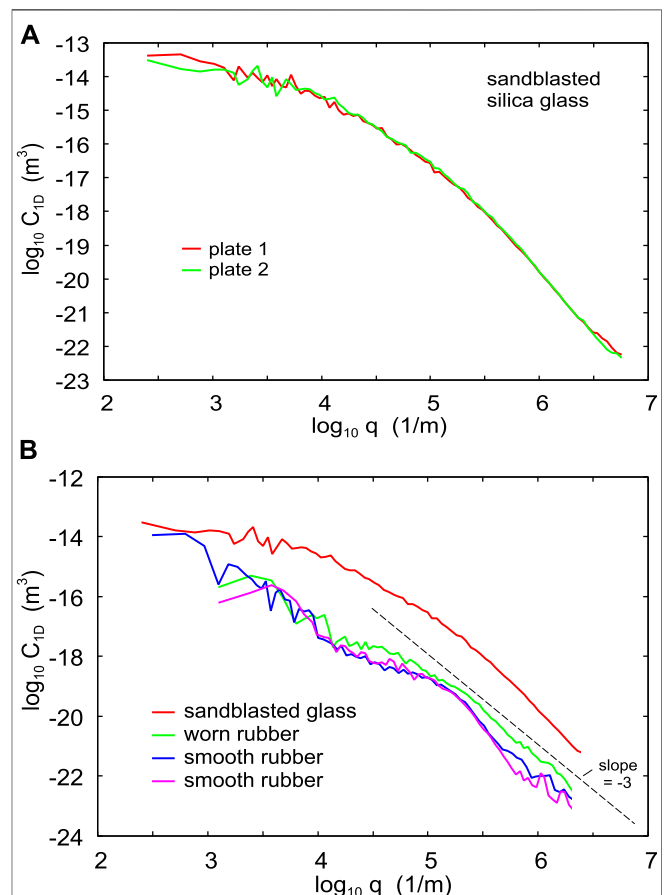 A
-13
-14
-15
-16
-17
-18
-19
-20
-21
-22
-23
log₁₀ C₁D (m³)
sandblasted
silica glass
plate 1
plate 2
2 3 4 5 6 7
log₁₀ q (1/m)
B
-12
-14
-16
-18
-20
-22
-24
log₁₀ C₁D (m³)
sandblasted glass
worn rubber
smooth rubber
smooth rubber
slope
= -3
2 3 4 5 6 7
log₁₀ q (1/m)